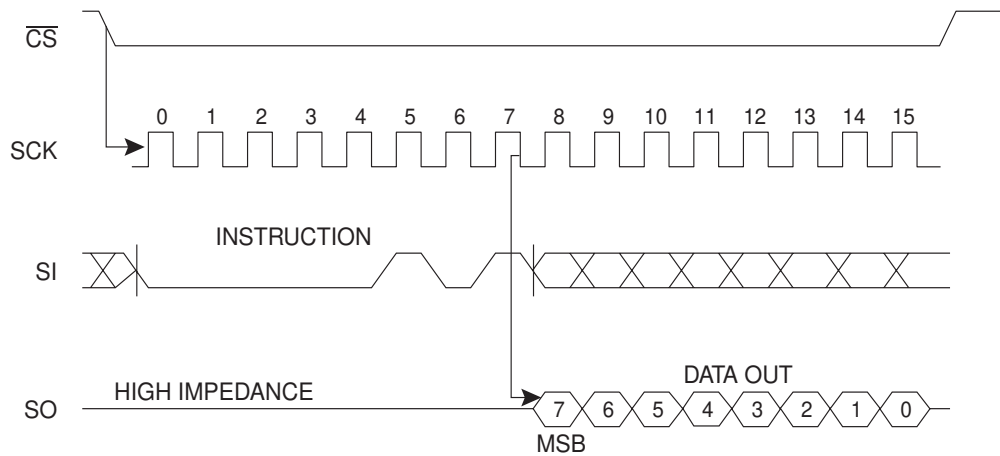 CS
0 1 2 3 4 5 6 7 8 9 10 11 12 13 14 15
SCK
INSTRUCTION
SI
HIGH IMPEDANCE
DATA OUT
SO
7 6 5 4 3 2 1 0
MSB